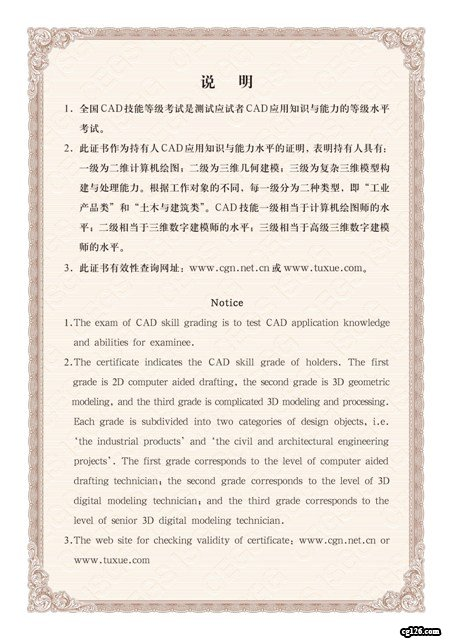 说 明
1. 全国CAD技能等级考试是测试应试者CAD应用知识与能力的等级水平
考试。
2. 此证书作为持有人CAD应用知识与能力水平的证明，表明持有人具有：
一级为二维计算机绘图；二级为三维几何建模；三级为复杂三维模型构
建与处理能力。根据工作对象的不同，每一级分为二种类型，即“工业
产品类”和“土木与建筑类”。CAD技能一级相当于计算机绘图师的水
平；二级相当于三维数字建模师的水平；三级相当于高级三维数字建模
师的水平。
3. 此证书有效性查询网址：www.cgn.net.cn或www.tuxue.com。
Notice
1.The exam of CAD skill grading is to test CAD application knowledge
and abilities for examinee.
2.The certificate indicates the CAD skill grade of holders. The first
grade is 2D computer aided drafting, the second grade is 3D geometric
modeling, and the third grade is complicated 3D modeling and processing.
Each grade is subdivided into two categories of design objects, i.e.
‘the industrial products’ and ‘the civil and architectural engineering
projects’. The first grade corresponds to the level of computer aided
drafting technician; the second grade corresponds to the level of 3D
digital modeling technician; and the third grade corresponds to the
level of senior 3D digital modeling technician.
3.The web site for checking validity of certificate: www.cgn.net.cn or
www.tuxue.com
cg126.com